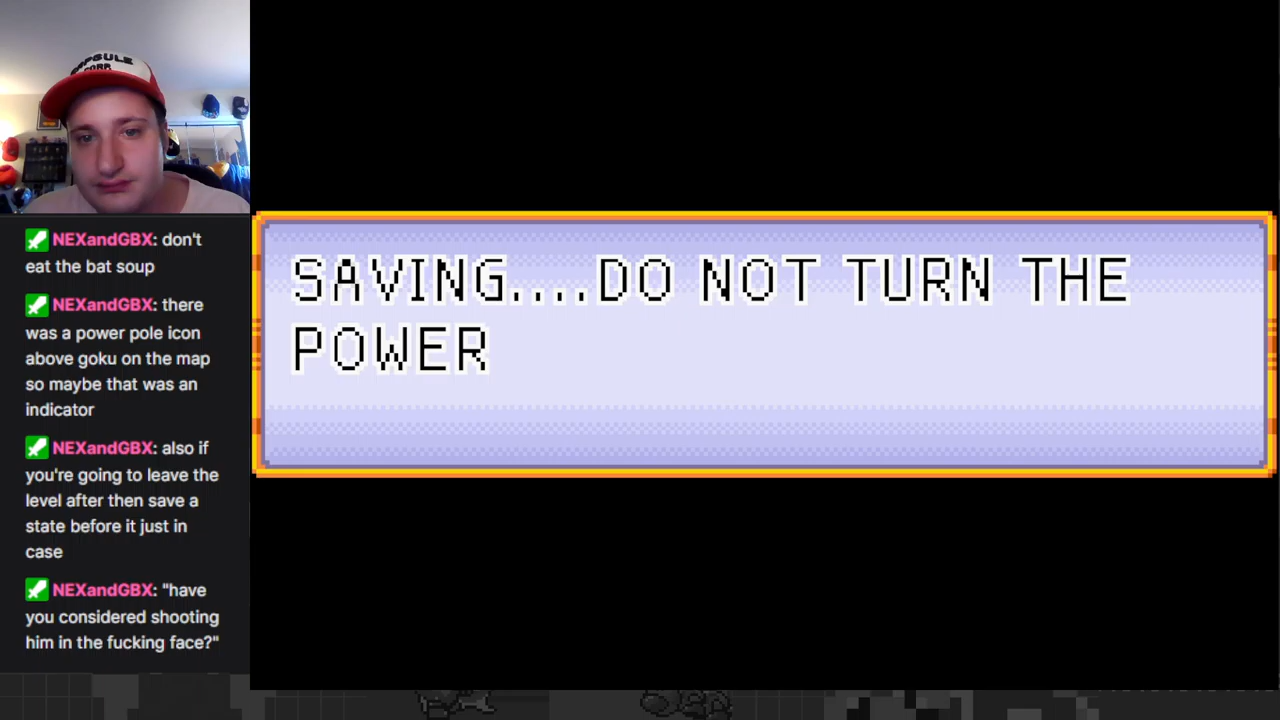 CAPSULE
CORP
NEXandGBX: don't
eat the bat soup
NEXandGBX: there
was a power pole icon
above goku on the map
so maybe that was an
indicator
NEXandGBX: also if
you're going to leave the
level after then save a
state before it just in
case
NEXandGBX: "have
you considered shooting
him in the fucking face?"
SAVING....DO NOT TURN THE
POWER